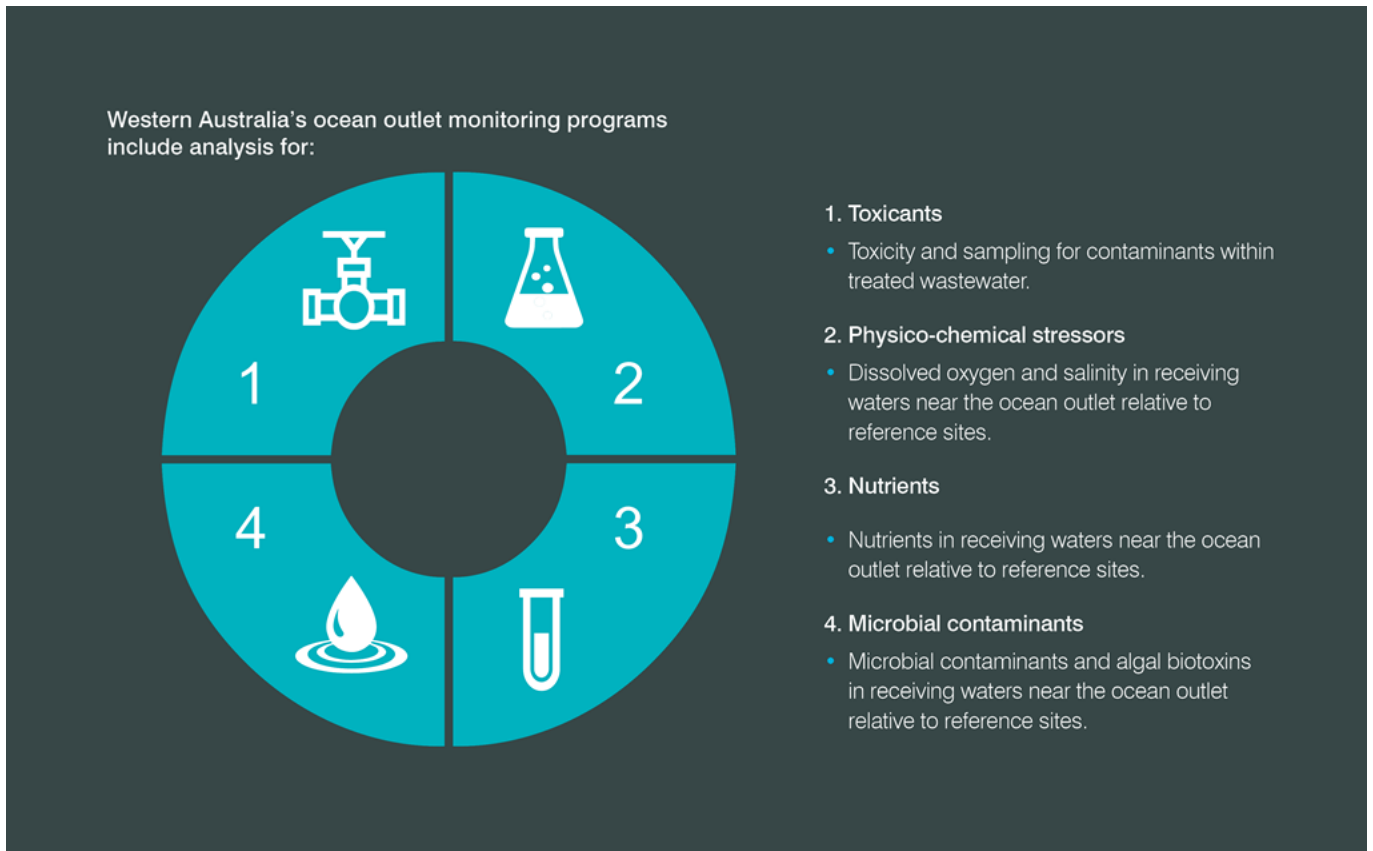 Western Australia's ocean outlet monitoring programs
include analysis for:
1
2
4
3
1. Toxicants
• Toxicity and sampling for contaminants within
treated wastewater.
2. Physico-chemical stressors
• Dissolved oxygen and salinity in receiving
waters near the ocean outlet relative to
reference sites.
3. Nutrients
• Nutrients in receiving waters near the ocean
outlet relative to reference sites.
4. Microbial contaminants
• Microbial contaminants and algal biotoxins
in receiving waters near the ocean outlet
relative to reference sites.